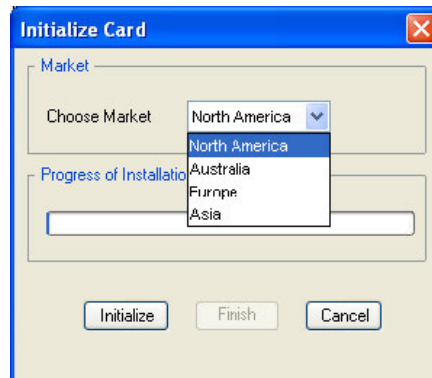 Initialize Card
Market
Choose Market North America
North America
Australia
Europe
Asia
Progress of Installatio
Initialize Finish Cancel